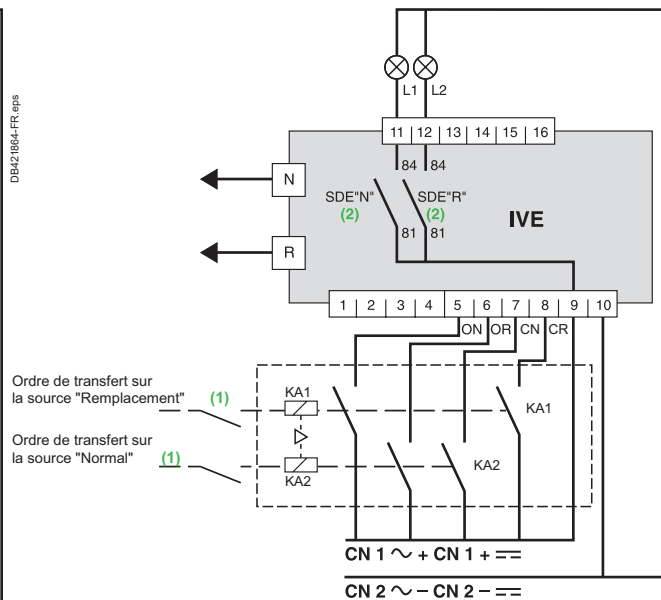 DB421864-FR.eps
L1 L2
11 12 13 14 15 16
84 84
N
SDE"N" SDE"R"
(2) (2)
IVE
81 81
R
1 2 3 4 5 6 7 8 9 10
ON OR CN CR
Ordre de transfert sur
la source "Remplacement" (1)
KA1
KA1
Ordre de transfert sur
la source "Normal" (1)
KA2
KA2
CN 1 ~ + CN 1 + ⎓
CN 2 ~ – CN 2 – ⎓